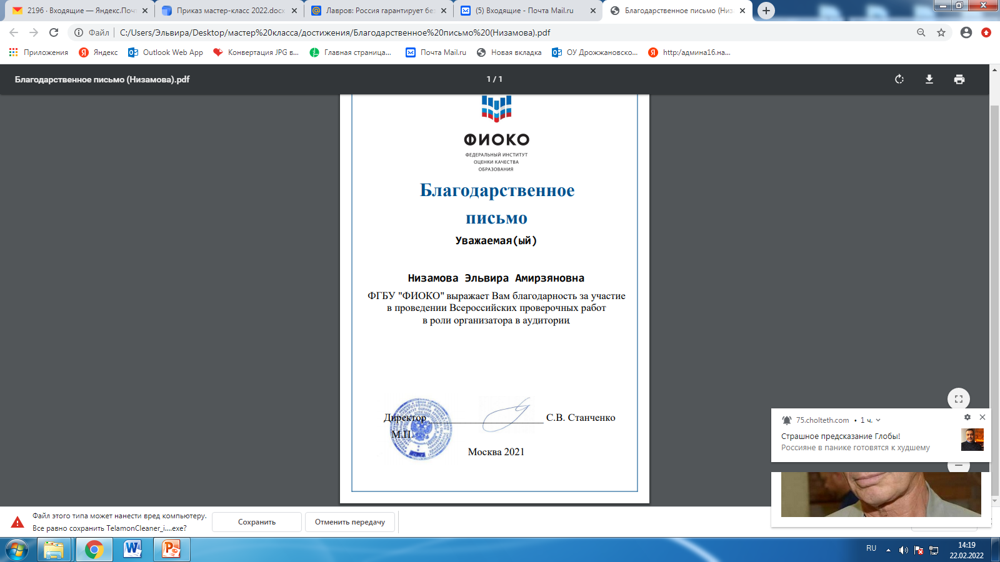 2196 · Входящие — Яндекс.Поч
Приказ мастер-класс 2022.docx
Лавров: Россия гарантирует без
(5) Входящие - Почта Mail.ru
Благодарственное письмо (Низ
Файл
C:/Users/Эльвира/Desktop/мастер%20класса/достижения/Благодарственное%20письмо%20(Низамова).pdf
Приложения
Яндекс
Outlook Web App
Конвертация JPG в...
Главная страница...
Почта Mail.ru
Новая вкладка
ОУ Дрожжановско...
http:/админа16.на...
Благодарственное письмо (Низамова).pdf
1 / 1
ФИОКО
ФЕДЕРАЛЬНЫЙ ИНСТИТУТ
ОЦЕНКИ КАЧЕСТВА
ОБРАЗОВАНИЯ
Благодарственное
письмо
Уважаемая(ый)
Низамова Эльвира Амирзяновна
ФГБУ "ФИОКО" выражает Вам благодарность за участие
в проведении Всероссийских проверочных работ
в роли организатора в аудитории.
Директор С.В. Станченко
М.П.
Москва 2021
75.cholteth.com • 1 ч.
Страшное предсказание Глобы!
Россияне в панике готовятся к худшему
Файл этого типа может нанести вред компьютеру.
Все равно сохранить TelamonCleaner_i....exe?
Сохранить
Отменить передачу
RU
14:19
22.02.2022